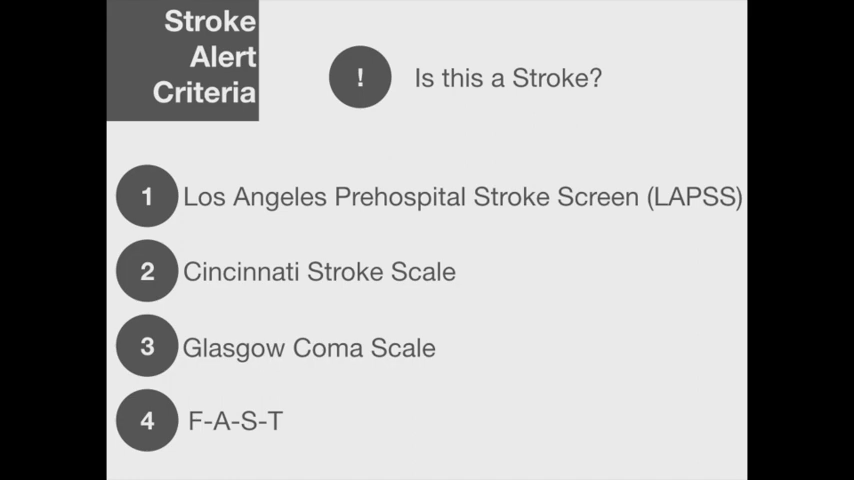 Stroke
Alert
Criteria
! Is this a Stroke?
1 Los Angeles Prehospital Stroke Screen (LAPSS)
2 Cincinnati Stroke Scale
3 Glasgow Coma Scale
4 F-A-S-T